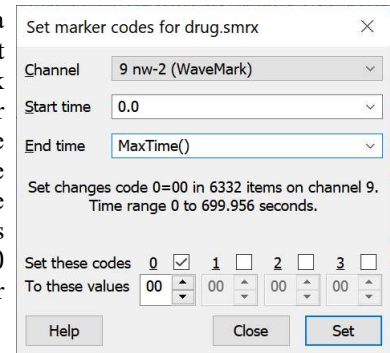 Set marker codes for drug.smrx
Channel 9 nw-2 (WaveMark)
Start time 0.0
End time MaxTime()
Set changes code 0=00 in 6332 items on channel 9.
Time range 0 to 699.956 seconds.
Set these codes 0 1 2 3
To these values 00 00 00 00
Help Close Set